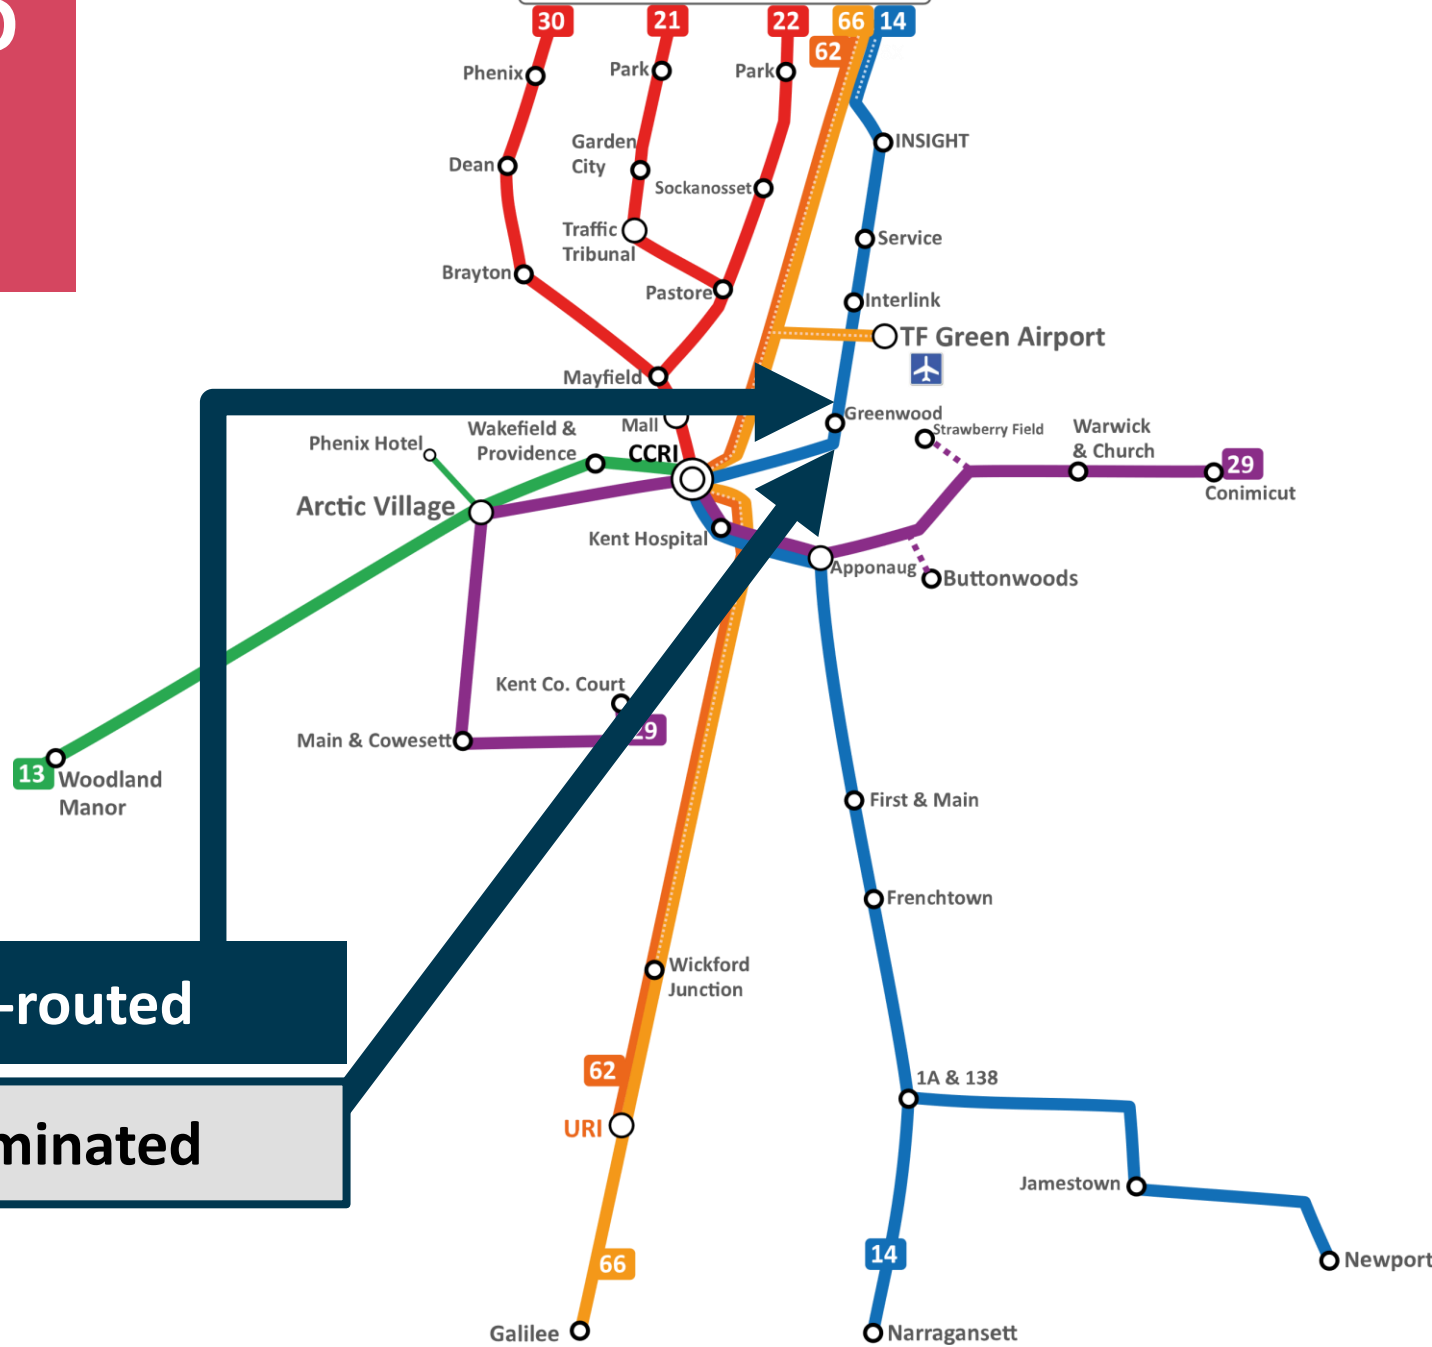 30
21
22
66
14
62
Phenix
Park
Park
Garden
City
INSIGHT
Dean
Sockanosset
Traffic
Tribunal
Service
Brayton
Pastore
Interlink
TF Green Airport
Mayfield
Mall
Greenwood
Strawberry Field
Warwick
& Church
Wakefield &
Providence
Phenix Hotel
CCRI
29
Conimicut
Arctic Village
Kent Hospital
Apponaug
Buttonwoods
Kent Co. Court
29
Main & Cowesett
13
Woodland
Manor
First & Main
Frenchtown
Wickford
Junction
-routed
62
1A & 138
URI
minated
Jamestown
14
66
Newport
Galilee
Narragansett